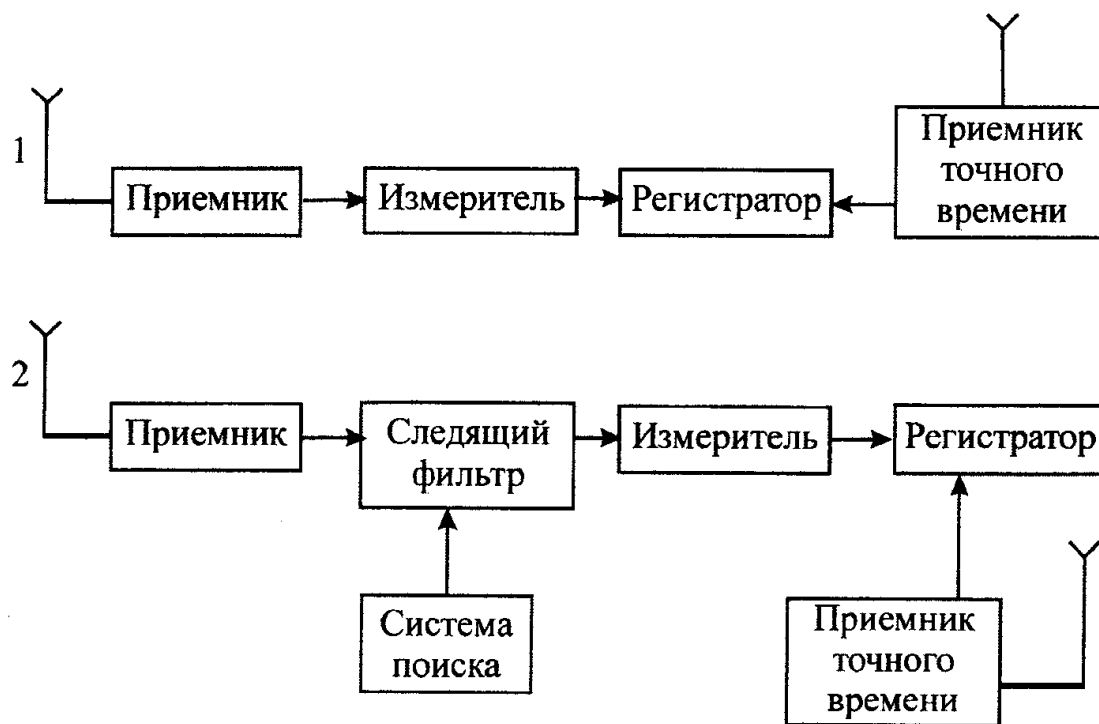 1
Приемник
Измеритель
Регистратор
Приемник
точного
времени
2
Приемник
Следящий
фильтр
Измеритель
Регистратор
Система
поиска
Приемник
точного
времени